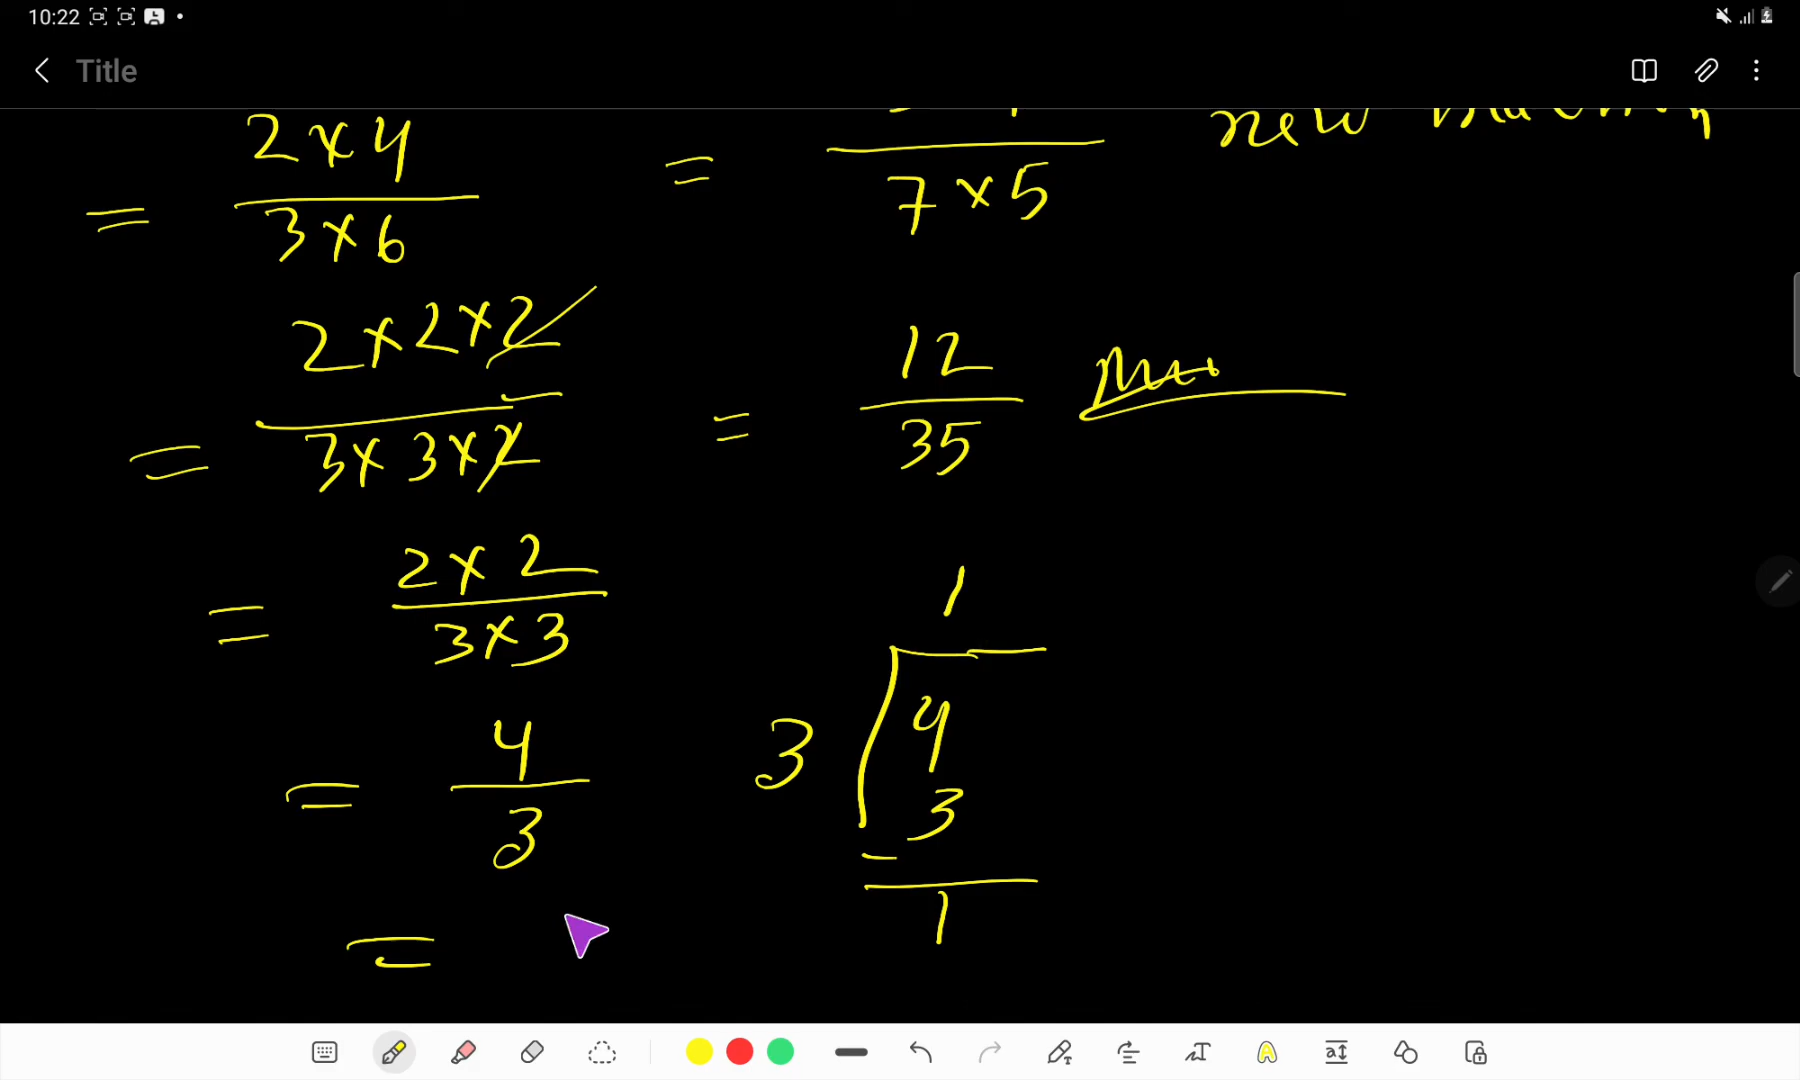 10:22
Title
2 x 4
= 3 x 6
= 7 x 5
new
2 x 2 x 2
= 3 x 3 x 2
= 12
35
= 2 x 2
3 x 3
1
3 4
3
- 1
= 4
3
=